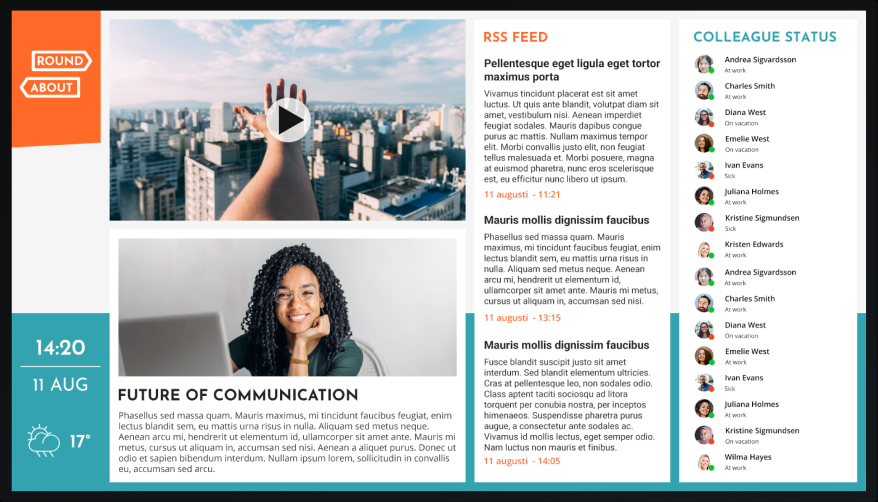 ROUND
ABOUT
14:20
11 AUG
17°
FUTURE OF COMMUNICATION
Phasellus sed massa quam. Mauris maximus, mi tincidunt faucibus feugiat, enim
lectus blandit sem, eu mattis urna risus in nulla. Aliquam sed metus neque.
Aenean arcu mi, hendrerit ut elementum id, ullamcorper sit amet ante. Mauris mi
metus, cursus ut aliquam in, accumsan sed nisi. Aenean a aliquet purus. Donec ut
odio et sapien bibendum interdum. Nullam ipsum lorem, sollicitudin in convallis
eu, accumsan sed arcu.
RSS FEED
Pellentesque eget ligula eget tortor
maximus porta
Vivamus tincidunt placerat est sit amet
luctus. Ut quis ante blandit, volutpat diam sit
amet, vestibulum nisi. Aenean imperdiet
feugiat sodales. Mauris dapibus congue
purus ac mattis. Nullam maximus tempor
elit. Morbi convallis justo elit, non feugiat
tellus malesuada et. Morbi posuere, magna
at euismod pharetra, nunc eros scelerisque
est, eu efficitur nunc libero ut ipsum.
11 augusti - 11:21
Mauris mollis dignissim faucibus
Phasellus sed massa quam. Mauris
maximus, mi tincidunt faucibus feugiat, enim
lectus blandit sem, eu mattis urna risus in
nulla. Aliquam sed metus neque. Aenean
arcu mi, hendrerit ut elementum id,
ullamcorper sit amet ante. Mauris mi metus,
cursus ut aliquam in, accumsan sed nisi.
11 augusti - 13:15
Mauris mollis dignissim faucibus
Fusce blandit suscipit justo sit amet
interdum. Sed blandit elementum ultricies.
Cras at pellentesque leo, non sodales odio.
Class aptent taciti sociosqu ad litora
torquent per conubia nostra, per inceptos
himenaeos. Suspendisse pharetra purus
augue, a consectetur ante sodales ac.
Vivamus id mollis lectus, eget semper odio.
Nam luctus non mauris et finibus.
11 augusti - 14:05
COLLEAGUE STATUS
Andrea Sigvardsson
At work
Charles Smith
At work
Diana West
On vacation
Emelie West
On vacation
Ivan Evans
Sick
Juliana Holmes
At work
Kristine Sigmundsen
Sick
Kristen Edwards
At work
Andrea Sigvardsson
At work
Charles Smith
At work
Diana West
On vacation
Emelie West
At work
Ivan Evans
Sick
Juliana Holmes
At work
Kristine Sigmundsen
On vacation
Wilma Hayes
At work